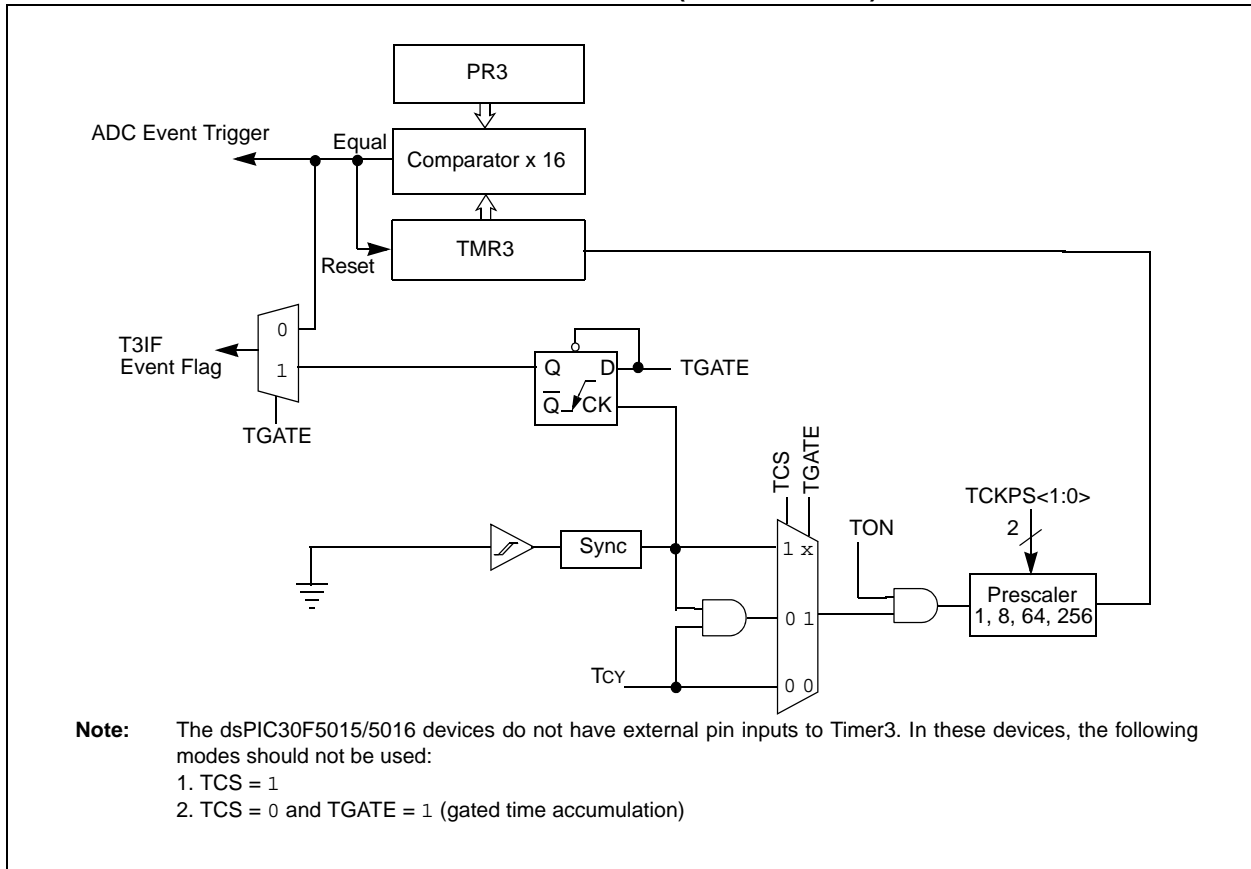 PR3
ADC Event Trigger
Equal
Comparator x 16
TMR3
Reset
0
1
T3IF
Event Flag
TGATE
Q
D
Q
CK
TGATE
TCS
TGATE
TCKPS<1:0>
2
TON
Sync
1 x
0 1
0 0
Prescaler
1, 8, 64, 256
TCY
Note: The dsPIC30F5015/5016 devices do not have external pin inputs to Timer3. In these devices, the following
modes should not be used:
1. TCS = 1
2. TCS = 0 and TGATE = 1 (gated time accumulation)